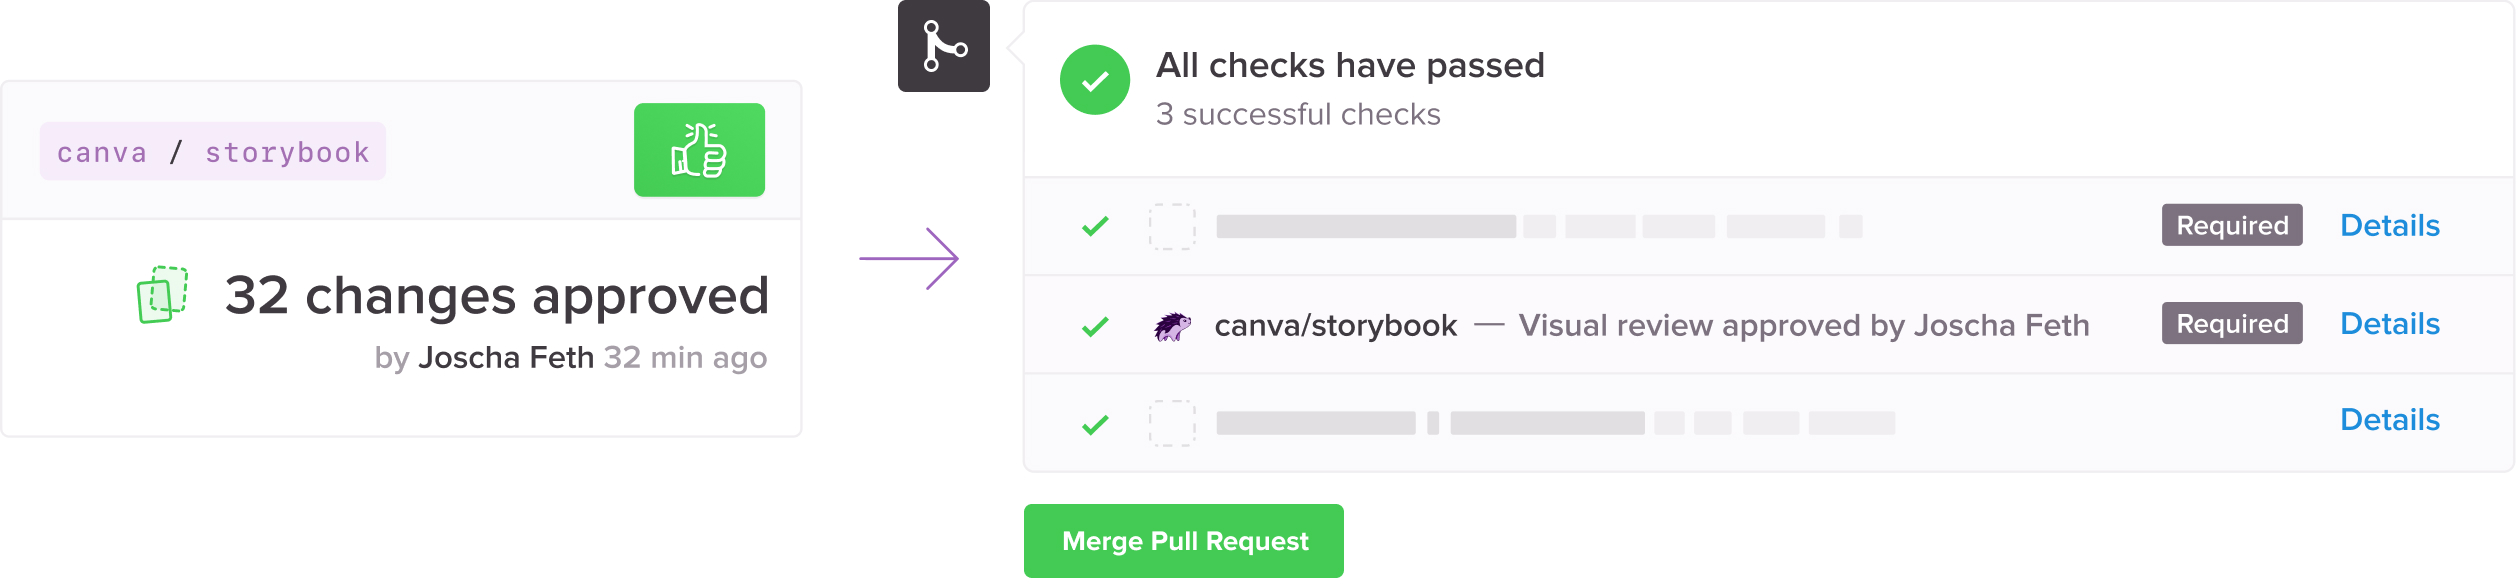 canva / storybook
32 changes approved
by Joscha Feth 32 min ago
All checks have passed
3 successful checks
Required Details
canva/storybook — Visual review approved by Joscha Feth Required Details
Details
Merge Pull Request